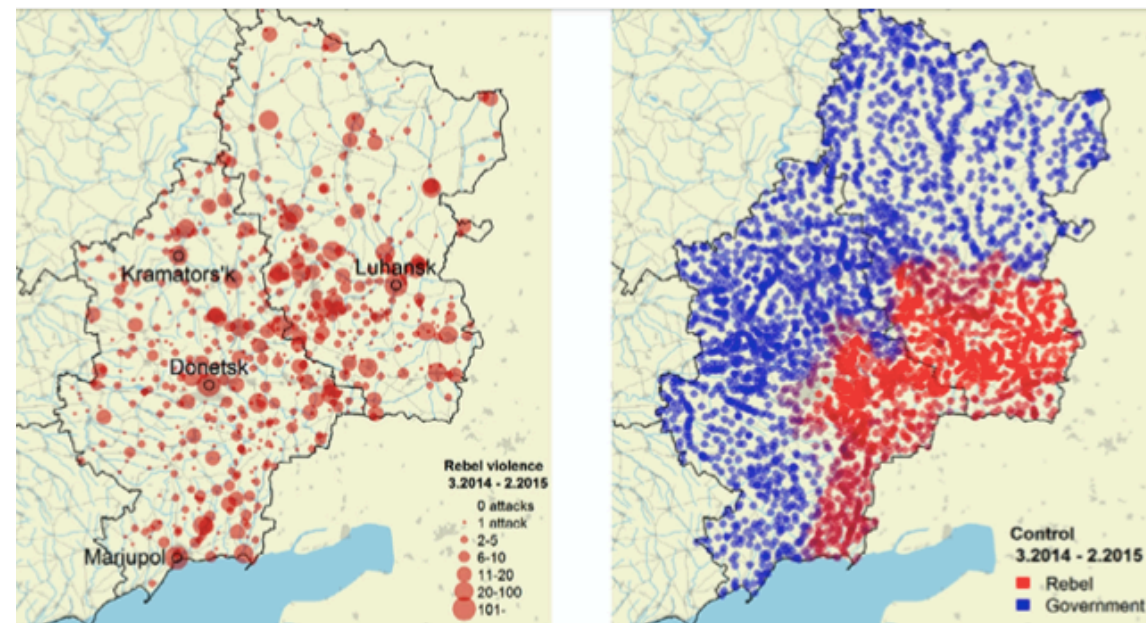 Kramators'k
Luhansk
Donetsk
Marjupol
Rebel violence
3.2014 - 2.2015
0 attacks
1 attack
2-5
6-10
11-20
20-100
101-
Control
3.2014 - 2.2015
Rebel
Government